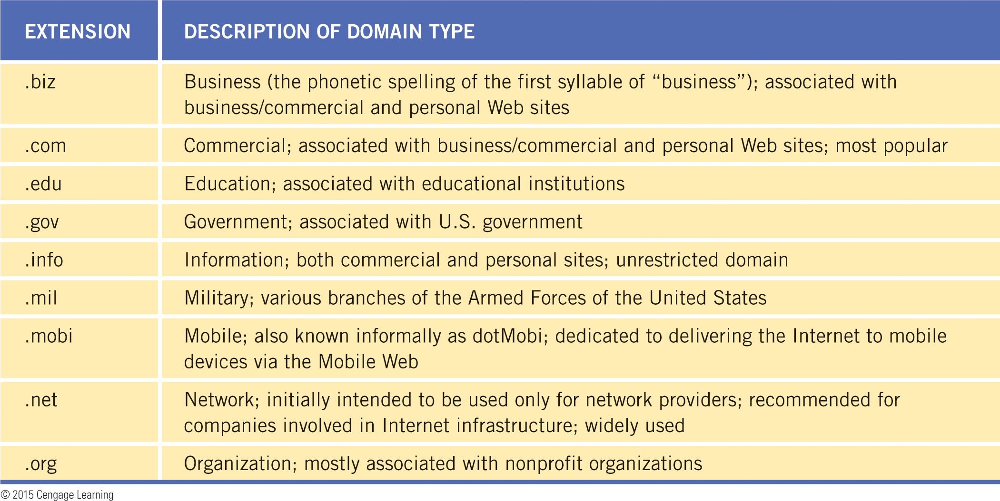 EXTENSION DESCRIPTION OF DOMAIN TYPE
.biz Business (the phonetic spelling of the first syllable of “business”); associated with
business/commercial and personal Web sites
.com Commercial; associated with business/commercial and personal Web sites; most popular
.edu Education; associated with educational institutions
.gov Government; associated with U.S. government
.info Information; both commercial and personal sites; unrestricted domain
.mil Military; various branches of the Armed Forces of the United States
.mobi Mobile; also known informally as dotMobi; dedicated to delivering the Internet to mobile
devices via the Mobile Web
.net Network; initially intended to be used only for network providers; recommended for
companies involved in Internet infrastructure; widely used
.org Organization; mostly associated with nonprofit organizations
© 2015 Cengage Learning